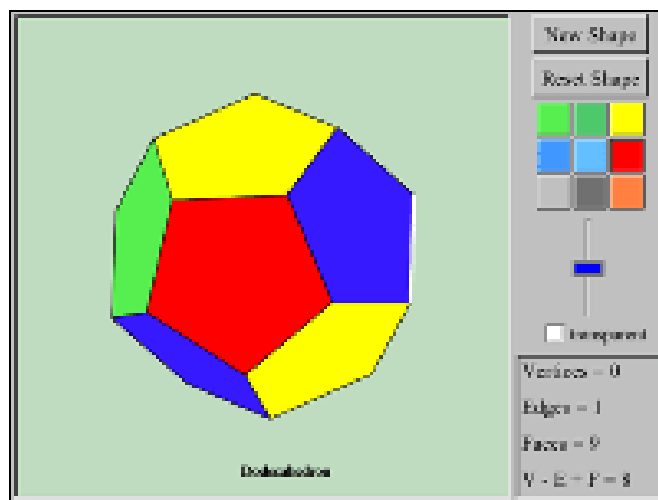 New Shape
Reset Shape
transparent
Vertices = 0
Edges = 1
Faces = 9
V - E + F = 8
Dodecahedron